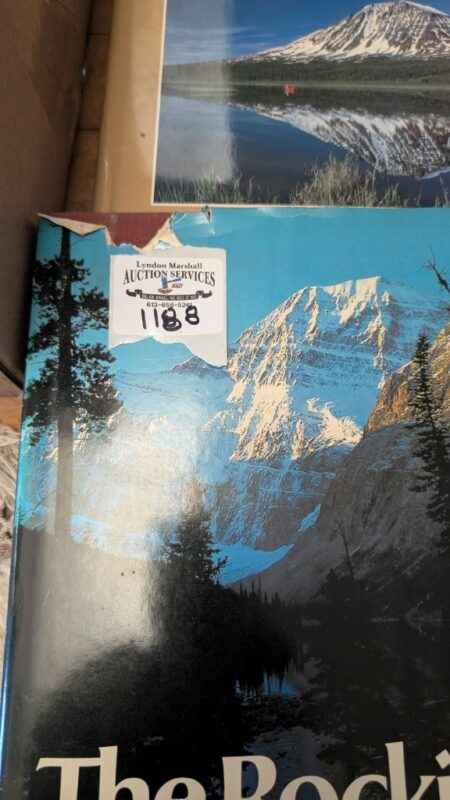 Lyndon Marshall
AUCTION SERVICES
1188
The Rocki